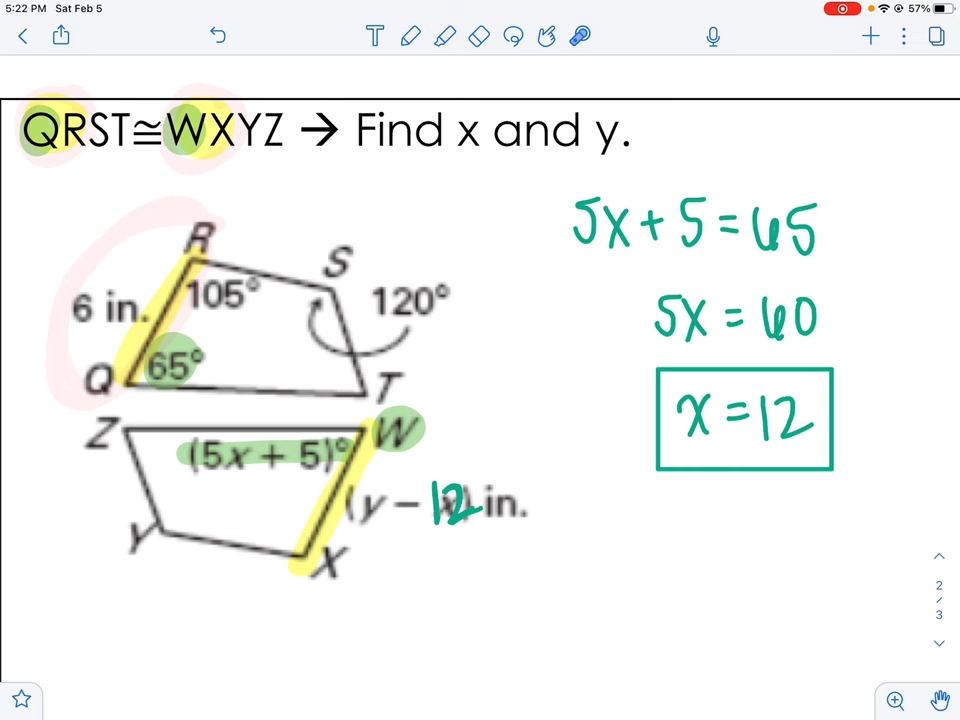 5:22 PM Sat Feb 5
57%
QRST≅WXYZ → Find x and y.
5x + 5 = 65
R
S
6 in.
105°
120°
5x = 60
Q
65°
T
x = 12
Z
W
(5x + 5)°
(y − 12) in.
Y
X
2
/
3